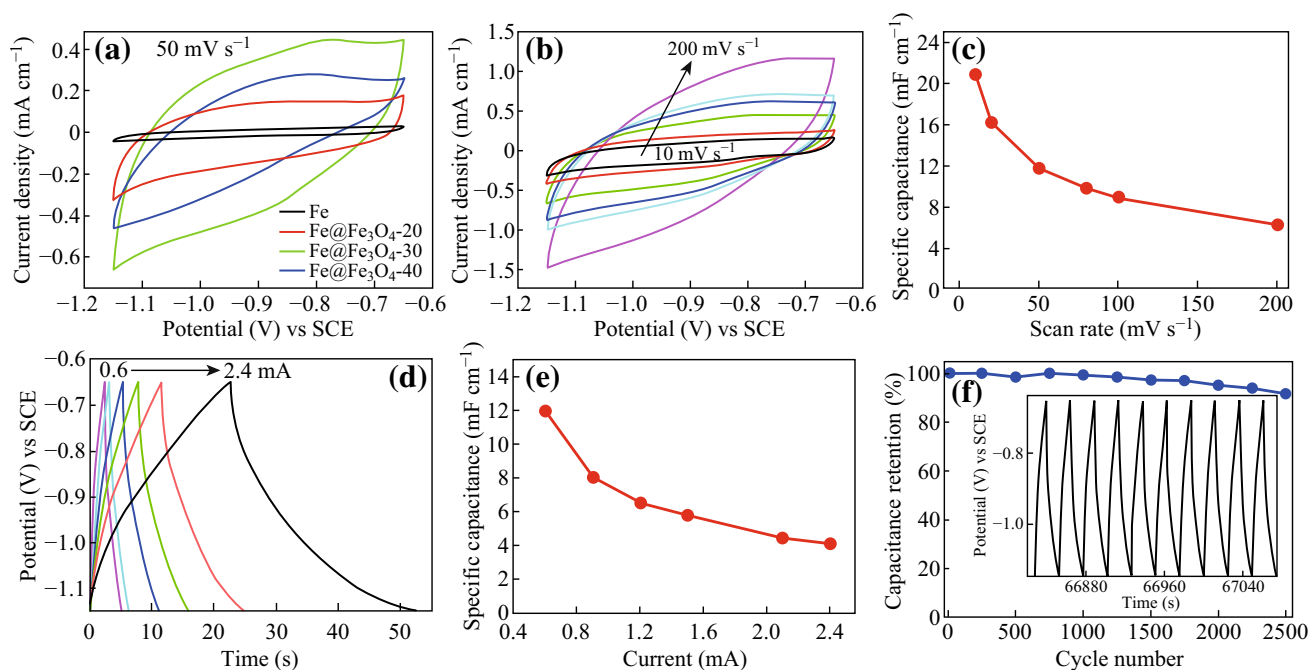 (a)
50 mV s⁻¹
Current density (mA cm⁻¹)
0.4
0.2
0
−0.2
−0.4
−0.6
Fe
Fe@Fe₃O₄-20
Fe@Fe₃O₄-30
Fe@Fe₃O₄-40
−1.2 −1.1 −1.0 −0.9 −0.8 −0.7 −0.6
Potential (V) vs SCE
(b)
200 mV s⁻¹
10 mV s⁻¹
Current density (mA cm⁻¹)
1.5
1.0
0.5
0
−0.5
−1.0
−1.5
1.2 −1.1 −1.0 −0.9 −0.8 −0.7 −0.6
Potential (V) vs SCE
(c)
Specific capacitance (mF cm⁻¹)
24
20
16
12
8
4
0
0 50 100 150 200
Scan rate (mV s⁻¹)
(d)
0.6
2.4 mA
Potential (V) vs SCE
−0.6
−0.7
−0.8
−0.9
−1.0
−1.1
0 10 20 30 40 50
Time (s)
(e)
Specific capacitance (mF cm⁻¹)
14
12
10
8
6
4
2
0
0.4 0.8 1.2 1.6 2.0 2.4
Current (mA)
(f)
Capacitance retention (%)
100
80
60
40
20
0
0 500 1000 1500 2000 2500
Cycle number
Potential (V) vs SCE
−0.8
−1.0
66880 66960 67040
Time (s)